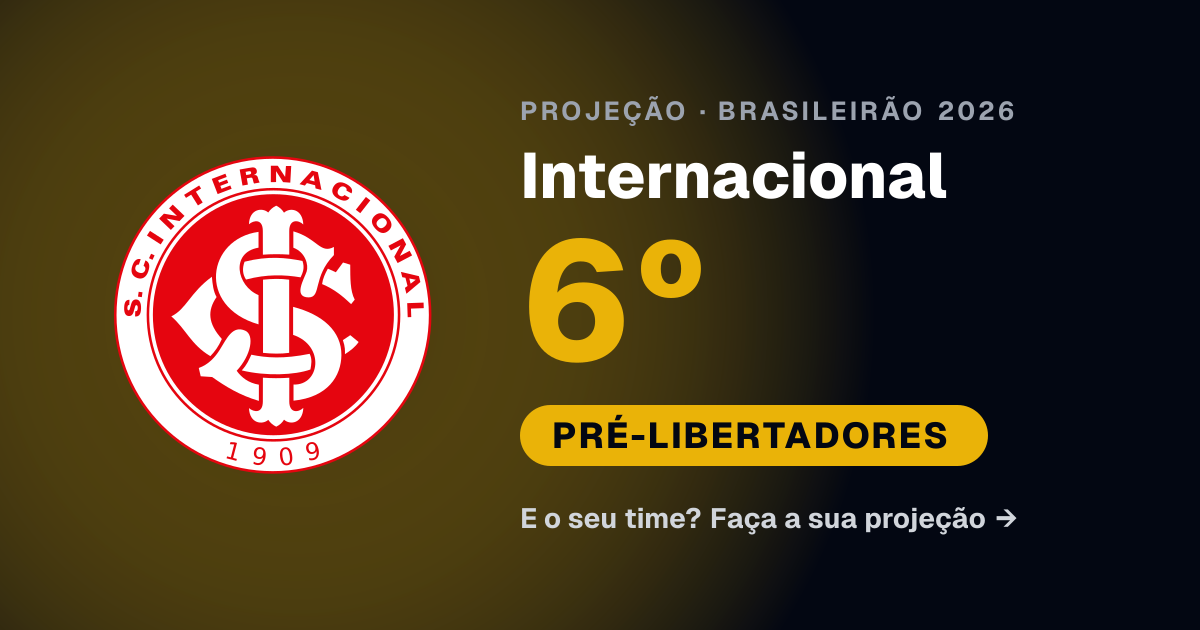 S. C. INTERNACIONAL
1909
PROJEÇÃO · BRASILEIRÃO 2026
Internacional
6º
PRÉ-LIBERTADORES
E o seu time? Faça a sua projeção →